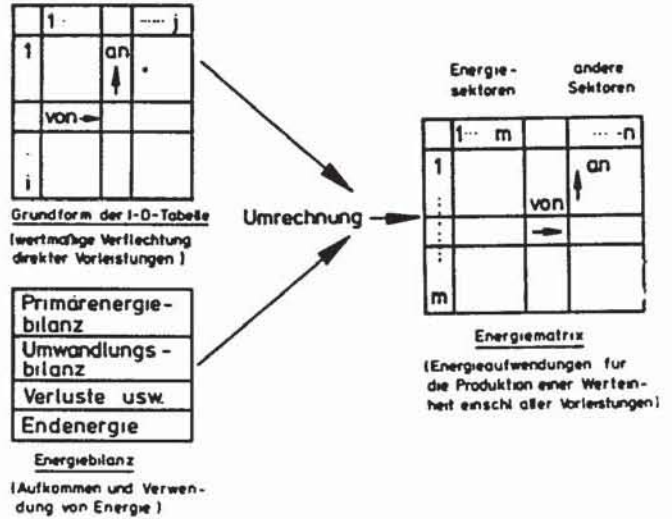 1·· ····· j
1 an
von→
i
Grundform der I-O-Tabelle
(wertmäßige Verflechtung
direkter Vorleistungen)
Primärenergie-
bilanz
Umwandlungs-
bilanz
Verluste usw.
Endenergie
Energiebilanz
(Aufkommen und Verwen-
dung von Energie)
Umrechnung
Energie-
sektoren
andere
Sektoren
1··· m ···· -n
1 an
von
m
Energiematrix
(Energieaufwendungen für
die Produktion einer Wertein-
heit einschl aller Vorleistungen)